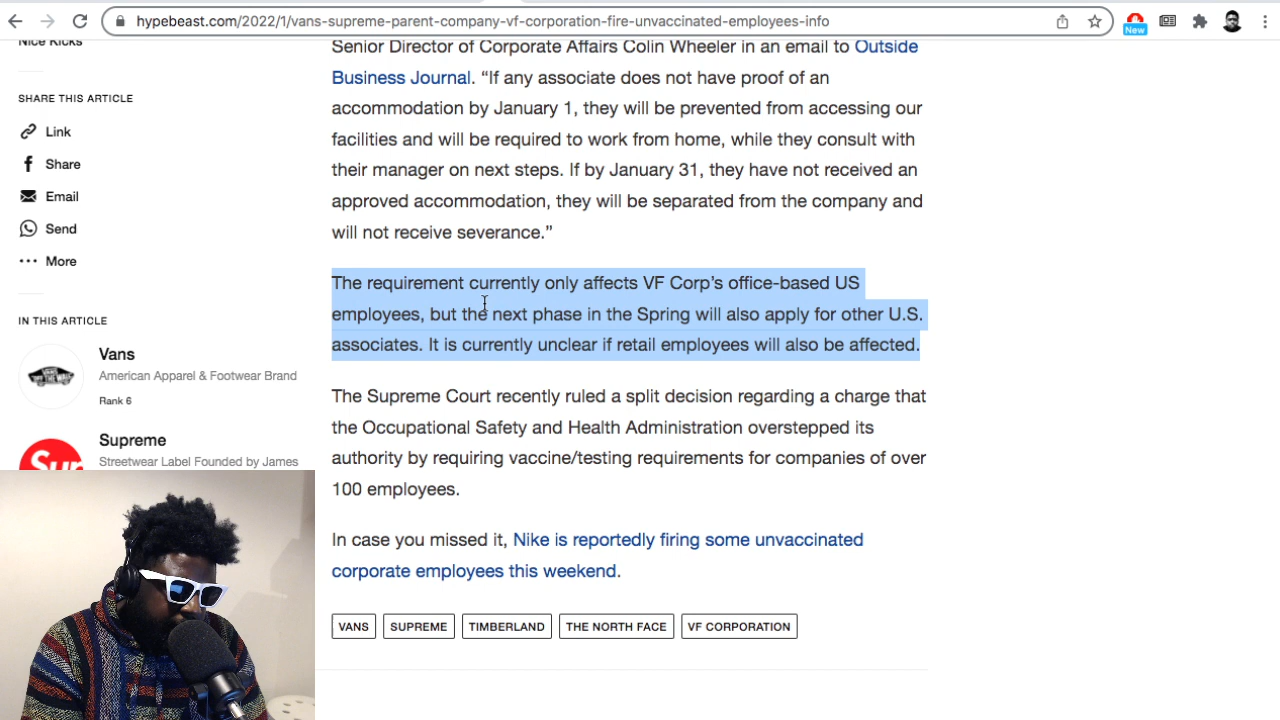 hypebeast.com/2022/1/vans-supreme-parent-company-vf-corporation-fire-unvaccinated-employees-info
New
Nice Kicks
SHARE THIS ARTICLE
Link
Share
Email
Send
More
IN THIS ARTICLE
Vans
American Apparel & Footwear Brand
Rank 6
Supreme
Streetwear Label Founded by James
Senior Director of Corporate Affairs Colin Wheeler in an email to Outside
Business Journal. “If any associate does not have proof of an
accommodation by January 1, they will be prevented from accessing our
facilities and will be required to work from home, while they consult with
their manager on next steps. If by January 31, they have not received an
approved accommodation, they will be separated from the company and
will not receive severance.”
The requirement currently only affects VF Corp’s office-based US
employees, but the next phase in the Spring will also apply for other U.S.
associates. It is currently unclear if retail employees will also be affected.
The Supreme Court recently ruled a split decision regarding a charge that
the Occupational Safety and Health Administration overstepped its
authority by requiring vaccine/testing requirements for companies of over
100 employees.
In case you missed it, Nike is reportedly firing some unvaccinated
corporate employees this weekend.
VANS
SUPREME
TIMBERLAND
THE NORTH FACE
VF CORPORATION